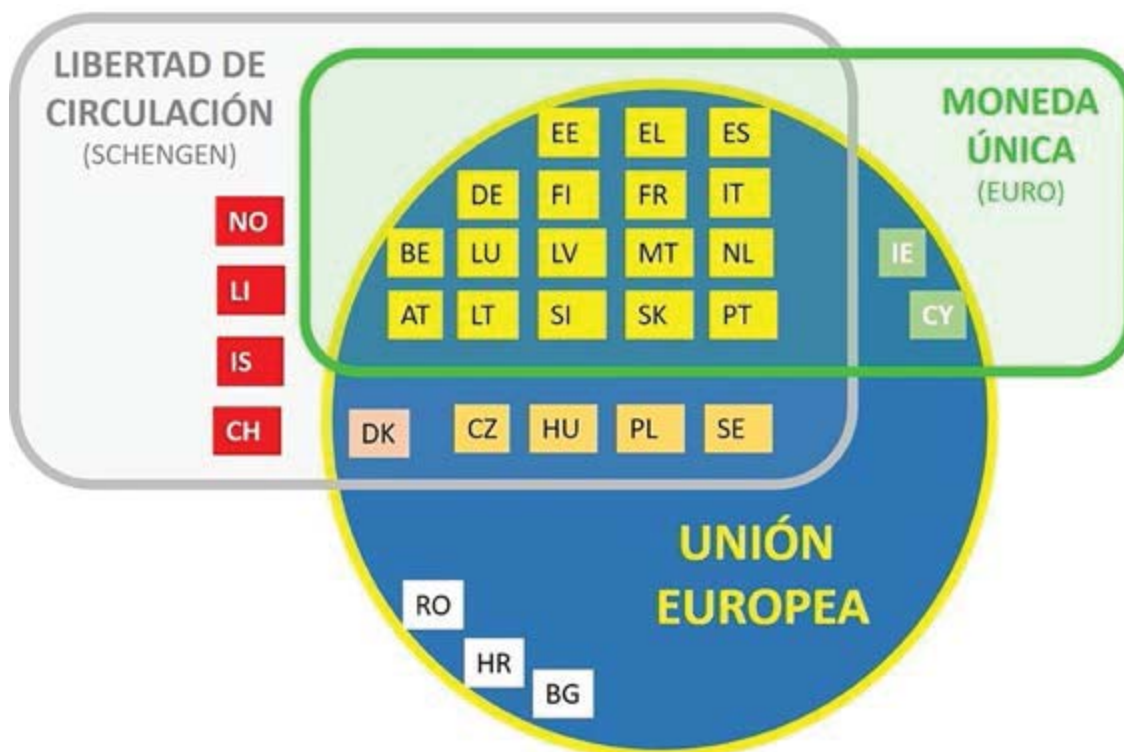 LIBERTAD DE
CIRCULACIÓN
(SCHENGEN)
MONEDA
ÚNICA
(EURO)
EE EL ES
DE FI FR IT
BE LU LV MT NL
AT LT SI SK PT
NO
LI
IS
CH
IE
CY
DK CZ HU PL SE
UNIÓN
EUROPEA
RO
HR
BG